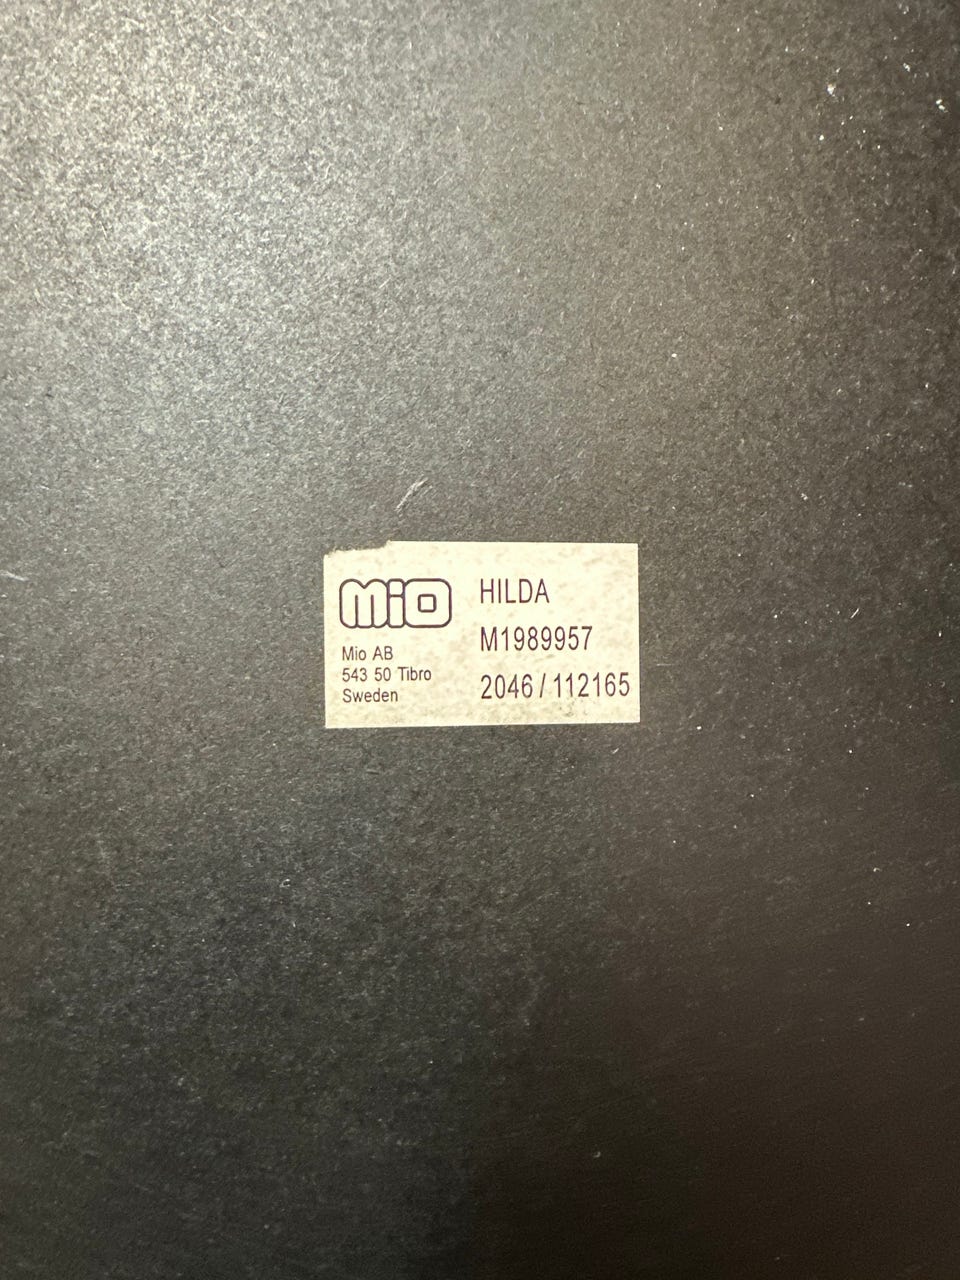 mio
Mio AB
543 50 Tibro
Sweden
HILDA
M1989957
2046 / 112165